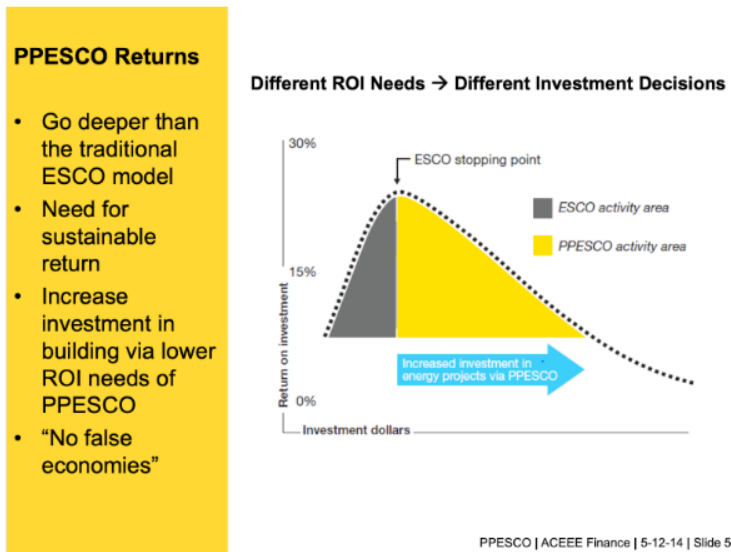 PPESCO Returns
• Go deeper than
the traditional
ESCO model
• Need for
sustainable
return
• Increase
investment in
building via lower
ROI needs of
PPESCO
• “No false
economies”
Different ROI Needs → Different Investment Decisions
30%
ESCO stopping point
ESCO activity area
PPESCO activity area
15%
Return on investment
Increased investment in
energy projects via PPESCO
0%
Investment dollars
PPESCO | ACEEE Finance | 5-12-14 | Slide 5